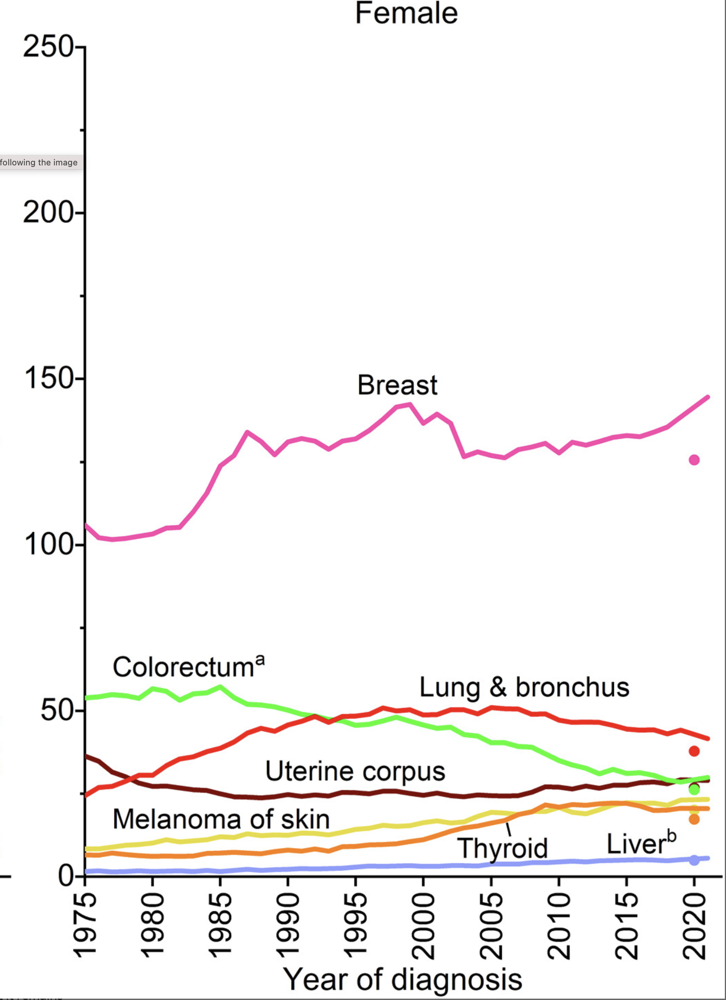 Female
250
following the image
200
150
Breast
100
Colorectumᵃ
Lung & bronchus
50
Uterine corpus
Melanoma of skin
Thyroid
Liverᵇ
0
1975
1980
1985
1990
1995
2000
2005
2010
2015
2020
Year of diagnosis